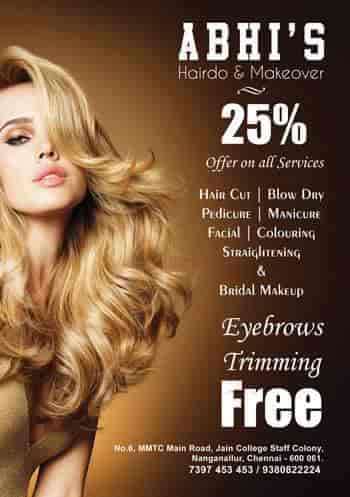 ABHI'S
Hairdo & Makeover
25%
Offer on all Services
Hair Cut | Blow Dry
Pedicure | Manicure
Facial | Colouring
Straightening
&
Bridal Makeup
Eyebrows
Trimming
Free
No.6, MMTC Main Road, Jain College Staff Colony,
Nanganallur, Chennai - 600 061.
7397 453 453 / 9380822224